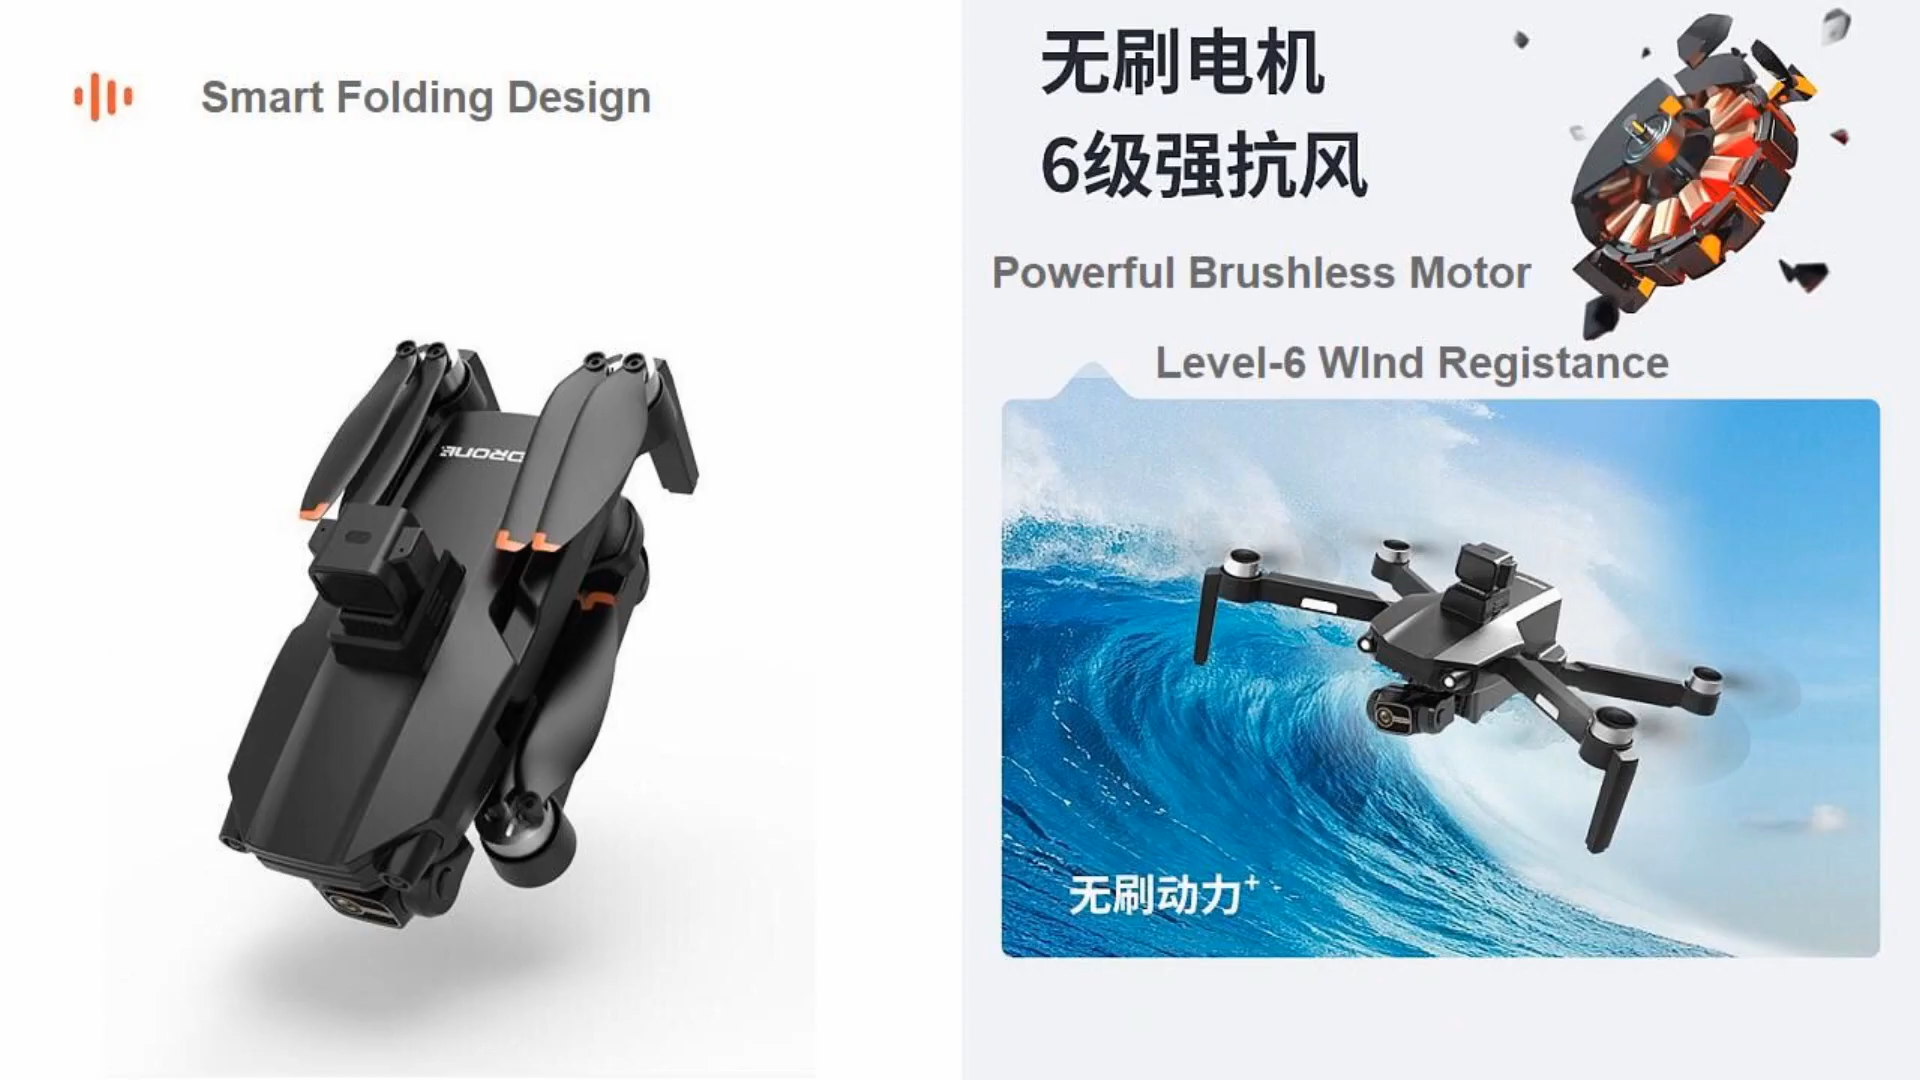 Smart Folding Design
DRONE
无刷电机
6级强抗风
Powerful Brushless Motor
Level-6 WInd Registance
无刷动力+